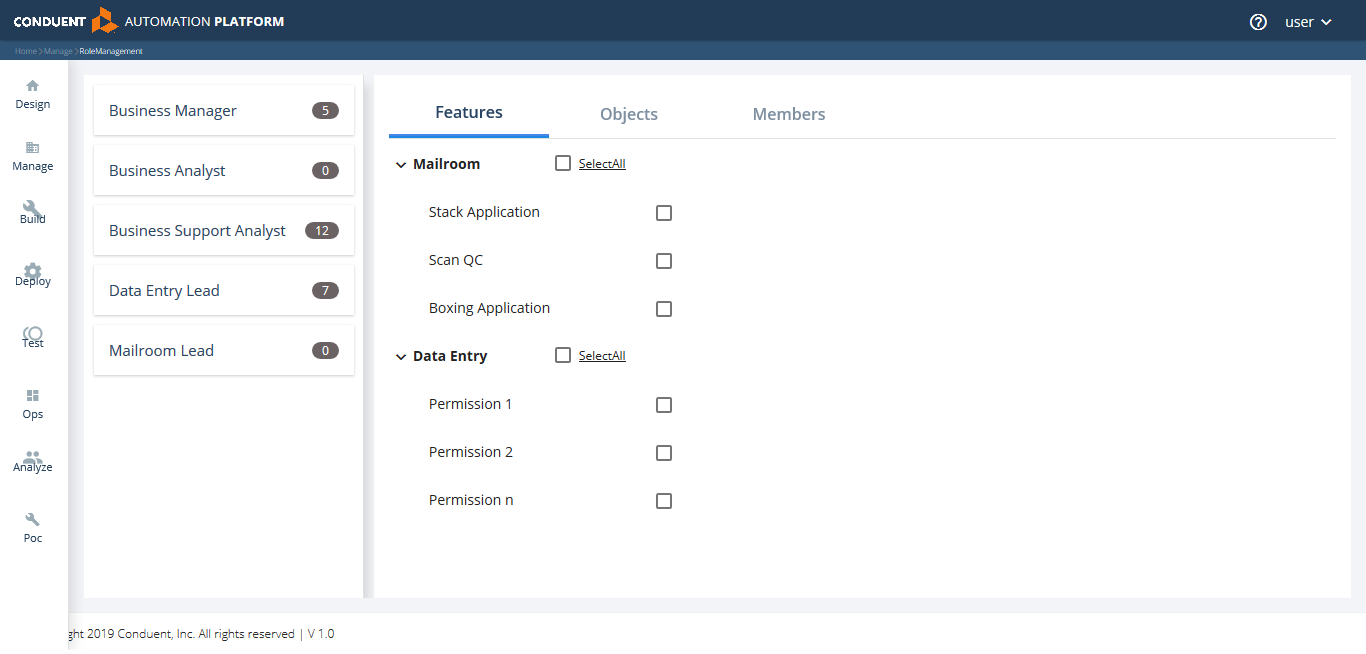 CONDUENT AUTOMATION PLATFORM
user
Home > Manage > RoleManagement
Design
Manage
Build
Deploy
Test
Ops
Analyze
Poc
Business Manager 5
Business Analyst 0
Business Support Analyst 12
Data Entry Lead 7
Mailroom Lead 0
Features Objects Members
Mailroom SelectAll
Stack Application
Scan QC
Boxing Application
Data Entry SelectAll
Permission 1
Permission 2
Permission n
ght 2019 Conduent, Inc. All rights reserved | V 1.0